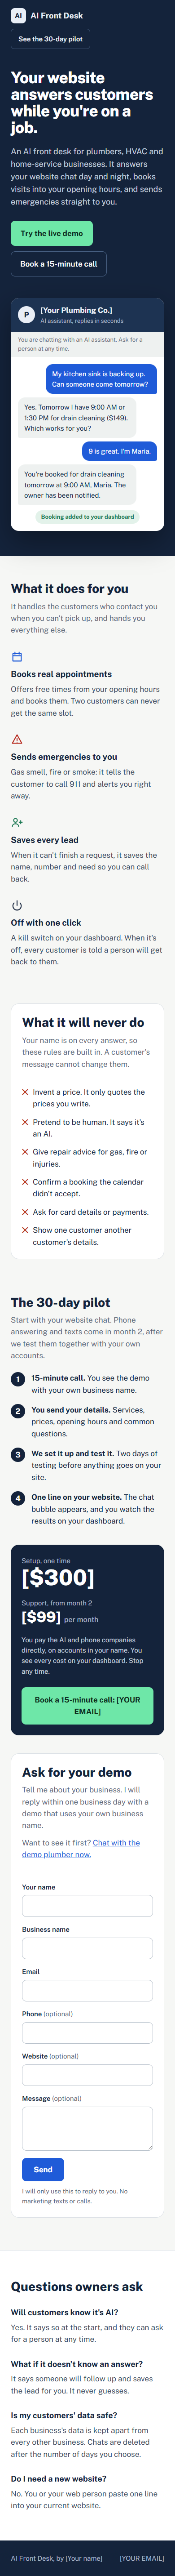 AI AI Front Desk
See the 30-day pilot
Your website
answers customers
while you're on a
job.
An AI front desk for plumbers, HVAC and
home-service businesses. It answers
your website chat day and night, books
visits into your opening hours, and sends
emergencies straight to you.
Try the live demo
Book a 15-minute call
P
[Your Plumbing Co.]
AI assistant, replies in seconds
You are chatting with an AI assistant. Ask for a
person at any time.
My kitchen sink is backing up.
Can someone come tomorrow?
Yes. Tomorrow I have 9:00 AM or
1:30 PM for drain cleaning ($149).
Which works for you?
9 is great. I'm Maria.
You're booked for drain cleaning
tomorrow at 9:00 AM, Maria. The
owner has been notified.
Booking added to your dashboard
What it does for you
It handles the customers who contact you
when you can't pick up, and hands you
everything else.
Books real appointments
Offers free times from your opening hours
and books them. Two customers can never
get the same slot.
Sends emergencies to you
Gas smell, fire or smoke: it tells the
customer to call 911 and alerts you right
away.
Saves every lead
When it can't finish a request, it saves the
name, number and need so you can call
back.
Off with one click
A kill switch on your dashboard. When it's
off, every customer is told a person will get
back to them.
What it will never do
Your name is on every answer, so
these rules are built in. A customer's
message cannot change them.
Invent a price. It only quotes the
prices you write.
Pretend to be human. It says it's
an AI.
Give repair advice for gas, fire or
injuries.
Confirm a booking the calendar
didn't accept.
Ask for card details or payments.
Show one customer another
customer's details.
The 30-day pilot
Start with your website chat. Phone
answering and texts come in month 2, after
we test them together with your own
accounts.
1 15-minute call. You see the demo
with your own business name.
2 You send your details. Services,
prices, opening hours and common
questions.
3 We set it up and test it. Two days of
testing before anything goes on your
site.
4 One line on your website. The chat
bubble appears, and you watch the
results on your dashboard.
Setup, one time
[$300]
Support, from month 2
[$99] per month
You pay the AI and phone companies
directly, on accounts in your name. You
see every cost on your dashboard. Stop
any time.
Book a 15-minute call: [YOUR
EMAIL]
Ask for your demo
Tell me about your business. I will
reply within one business day with a
demo that uses your own business
name.
Want to see it first? Chat with the
demo plumber now.
Your name
Business name
Email
Phone (optional)
Website (optional)
Message (optional)
Send
I will only use this to reply to you. No
marketing texts or calls.
Questions owners ask
Will customers know it's AI?
Yes. It says so at the start, and they can ask
for a person at any time.
What if it doesn't know an answer?
It says someone will follow up and saves
the lead for you. It never guesses.
Is my customers' data safe?
Each business's data is kept apart from
every other business. Chats are deleted
after the number of days you choose.
Do I need a new website?
No. You or your web person paste one line
into your current website.
AI Front Desk, by [Your name] [YOUR EMAIL]